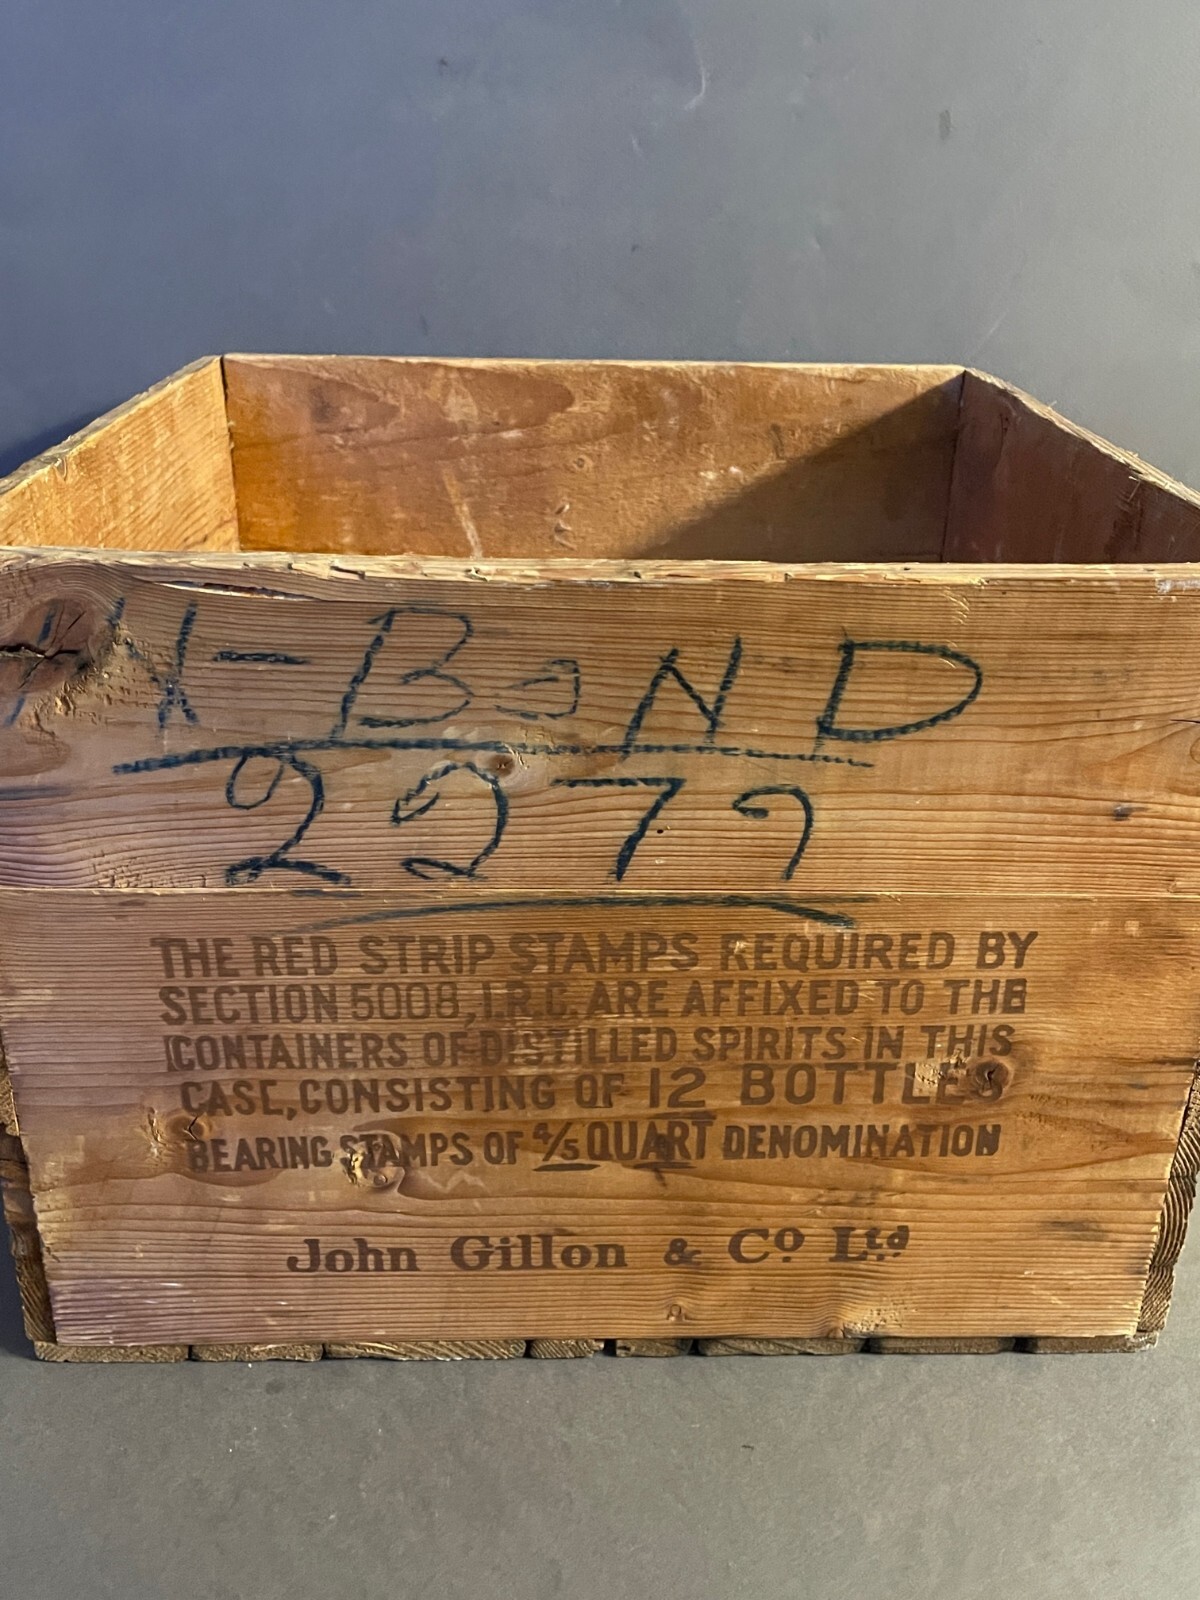 IN-BOND
2277
THE RED STRIP STAMPS REQUIRED BY
SECTION 5008, I.R.C. ARE AFFIXED TO THE
CONTAINERS OF DISTILLED SPIRITS IN THIS
CASE, CONSISTING OF 12 BOTTLES
BEARING STAMPS OF 4/5 QUART DENOMINATION
John Gillon & Co Ltd